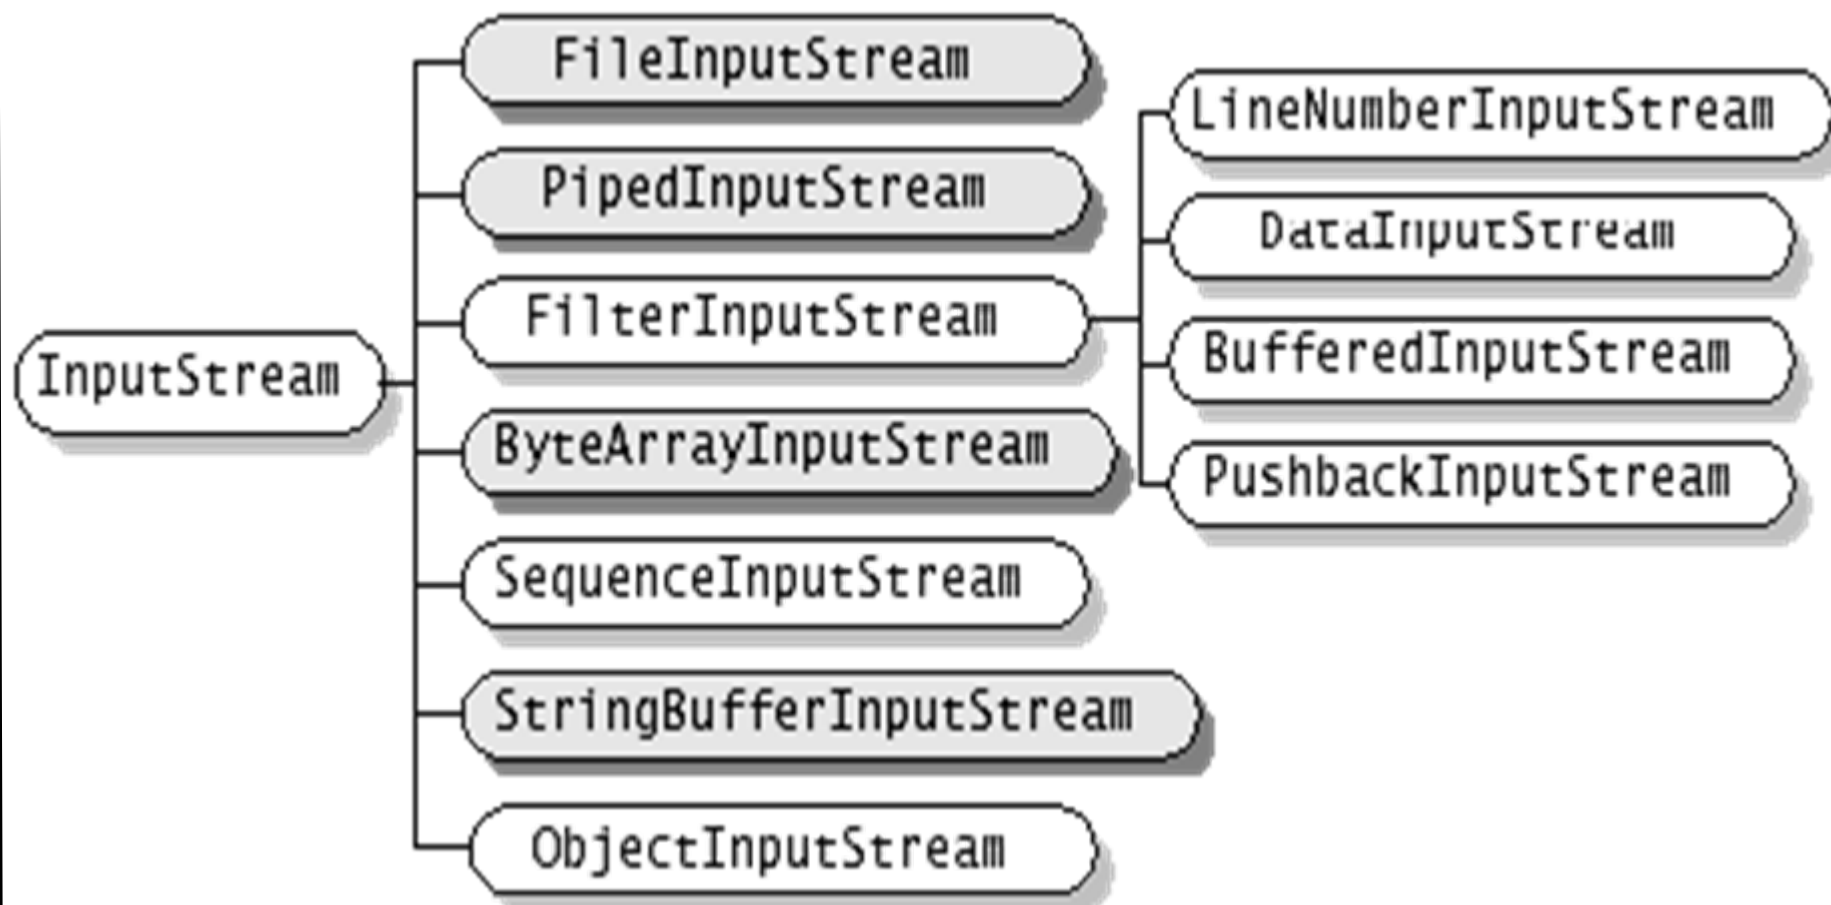 InputStream
FileInputStream
PipedInputStream
FilterInputStream
ByteArrayInputStream
SequenceInputStream
StringBufferInputStream
ObjectInputStream
LineNumberInputStream
DataInputStream
BufferedInputStream
PushbackInputStream